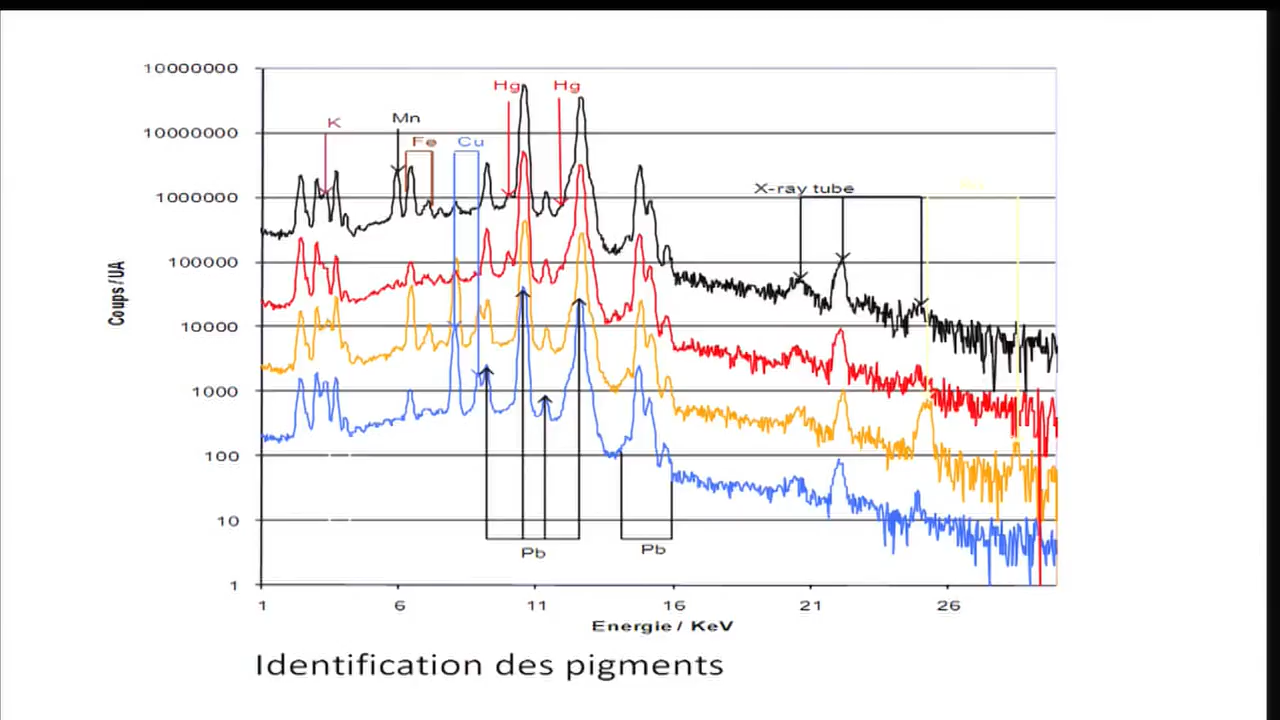 10000000
10000000
1000000
100000
10000
1000
100
10
1
Coups/UA
K
Mn
Fe
Cu
Hg
Hg
X-ray tube
Pb
Pb
1 6 11 16 21 26
Energie / KeV
Identification des pigments